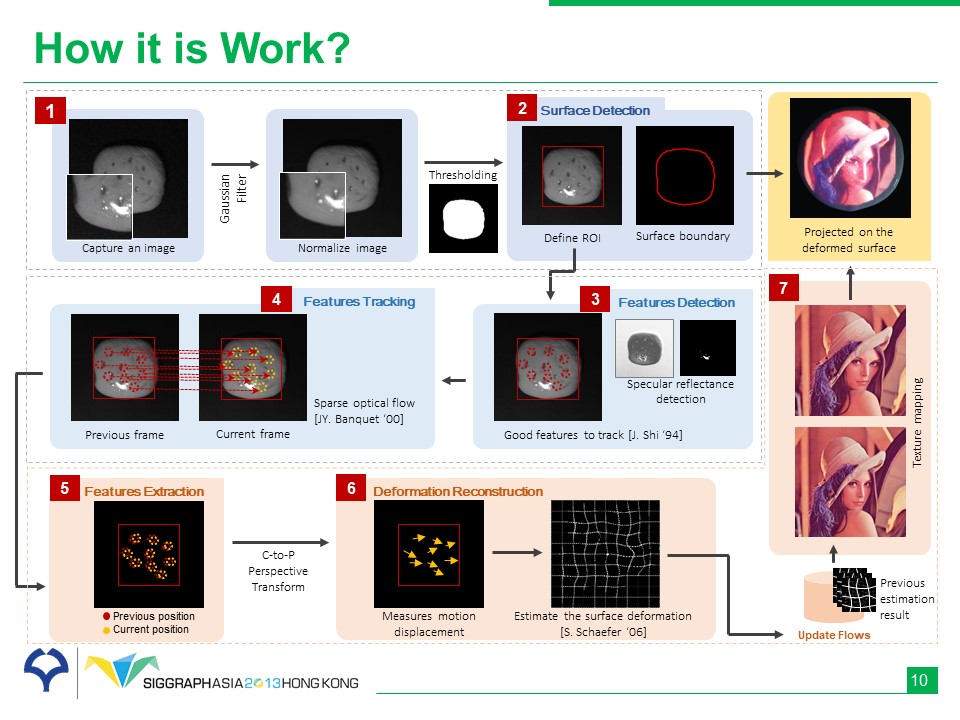 How it is Work?
1
Capture an image
Gaussian
Filter
Normalize image
Thresholding
2
Surface Detection
Define ROI
Surface boundary
Projected on the
deformed surface
4
Features Tracking
Previous frame
Current frame
Sparse optical flow
[JY. Banquet ‘00]
3
Features Detection
Specular reflectance
detection
Good features to track [J. Shi ‘94]
7
Texture mapping
5
Features Extraction
Previous position
Current position
C-to-P
Perspective
Transform
6
Deformation Reconstruction
Measures motion
displacement
Estimate the surface deformation
[S. Schaefer ‘06]
Previous
estimation
result
Update Flows
SIGGRAPHASIA2013HONG KONG
10